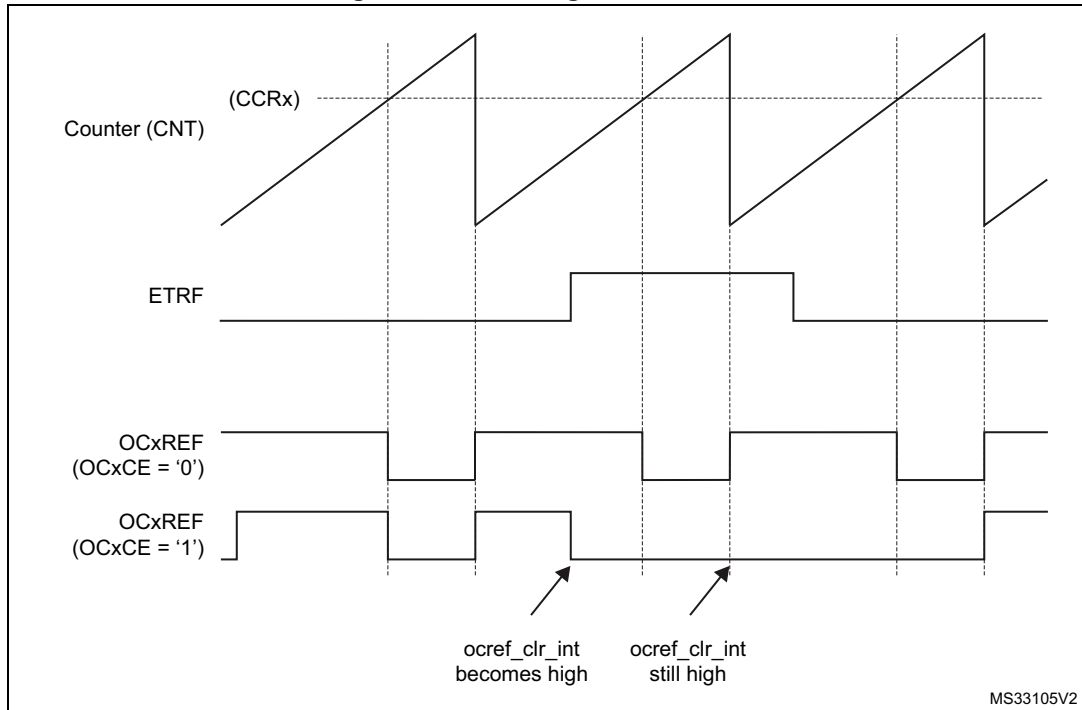 (CCRx)
Counter (CNT)
ETRF
OCxREF
(OCxCE = ‘0’)
OCxREF
(OCxCE = ‘1’)
ocref_clr_int
becomes high
ocref_clr_int
still high
MS33105V2